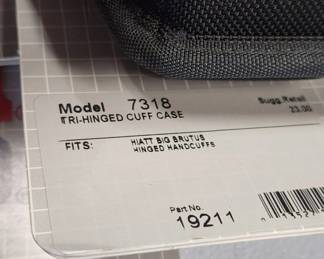 Model 7318
Sugg.Retail
TRI-HINGED CUFF CASE
23.00
FITS: HIATT BIG BRUTUS
HINGED HANDCUFFS
Part No.
19211